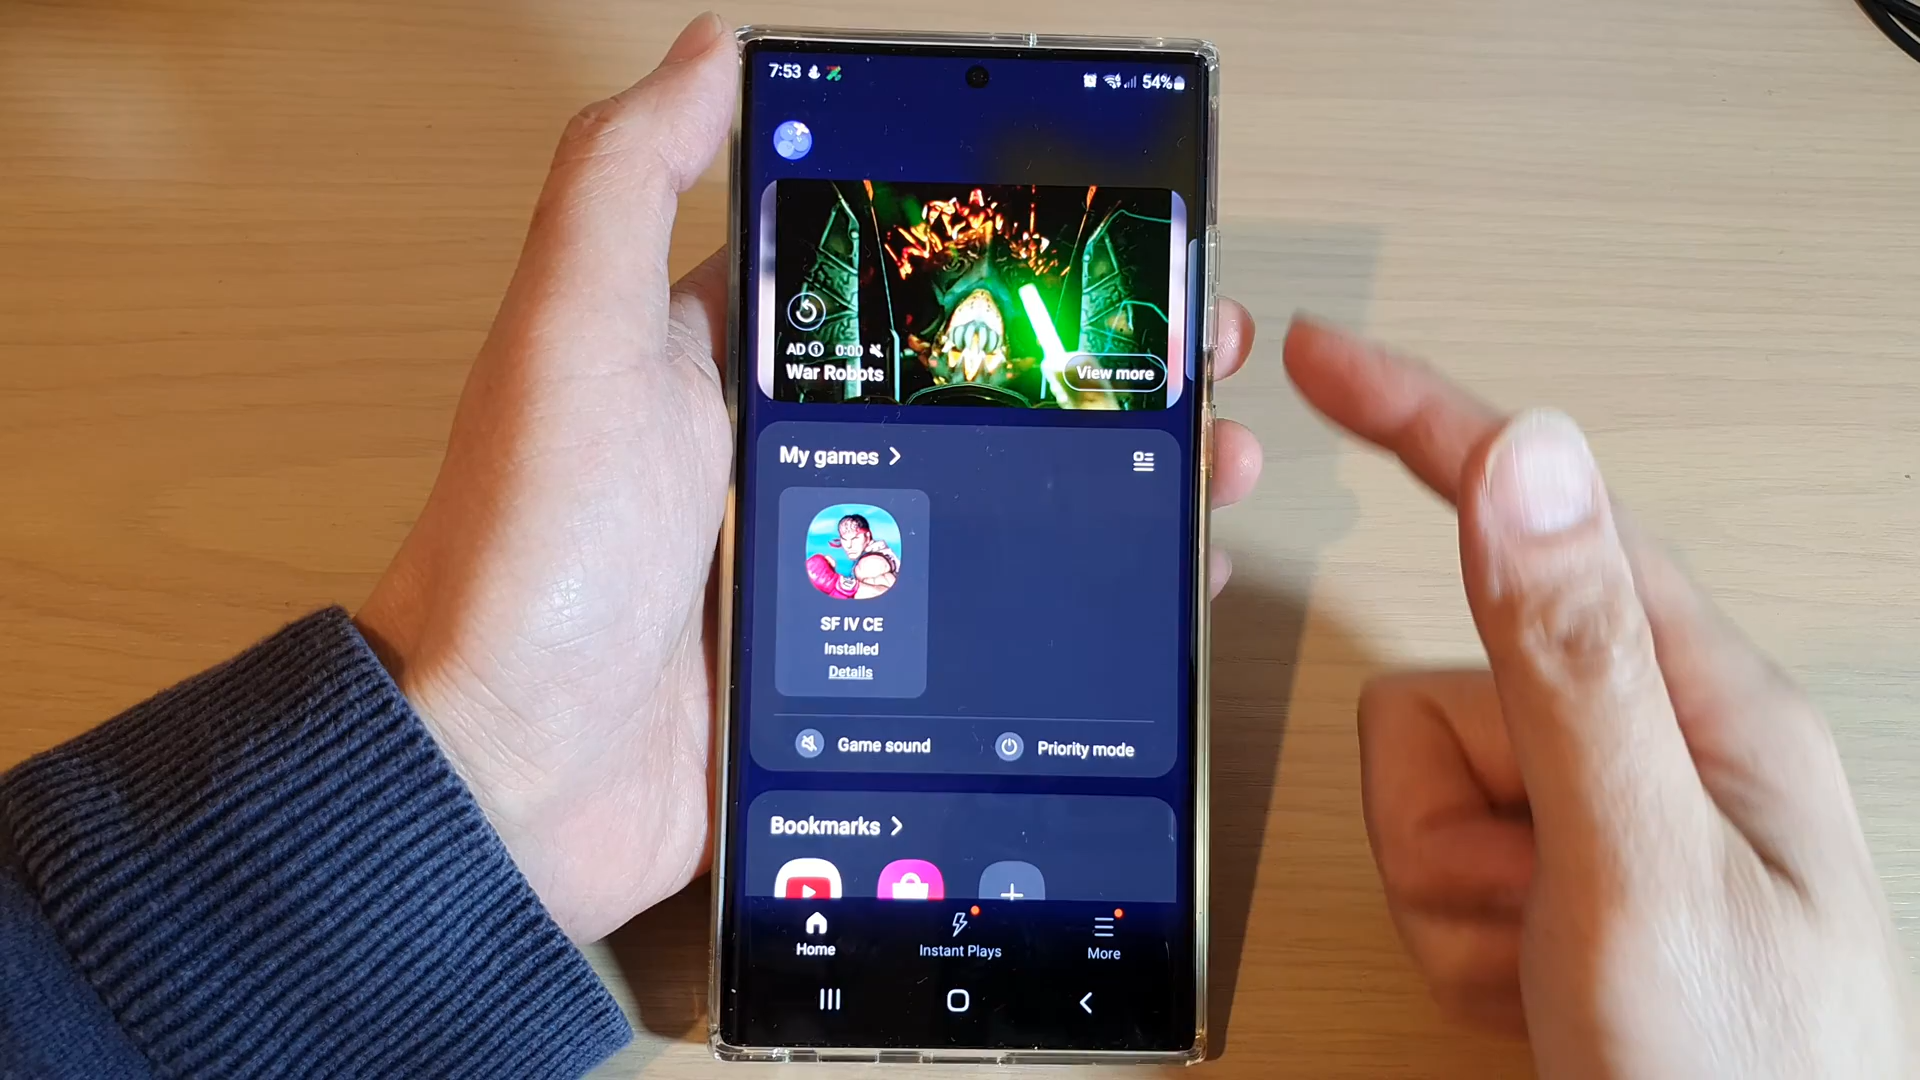 7:53
54%
AD 0:00
War Robots
View more
My games
SF IV CE
Installed
Details
Game sound
Priority mode
Bookmarks
Home
Instant Plays
More